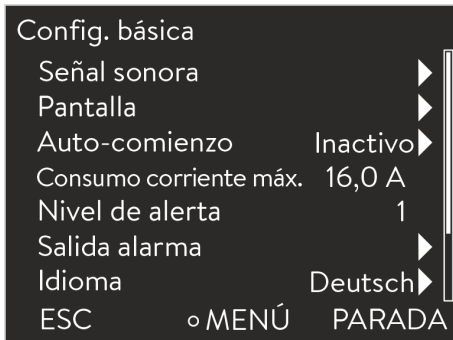 Config. básica
Señal sonora
Pantalla
Auto-comienzo Inactivo
Consumo corriente máx. 16,0 A
Nivel de alerta 1
Salida alarma
Idioma Deutsch
ESC MENÚ PARADA